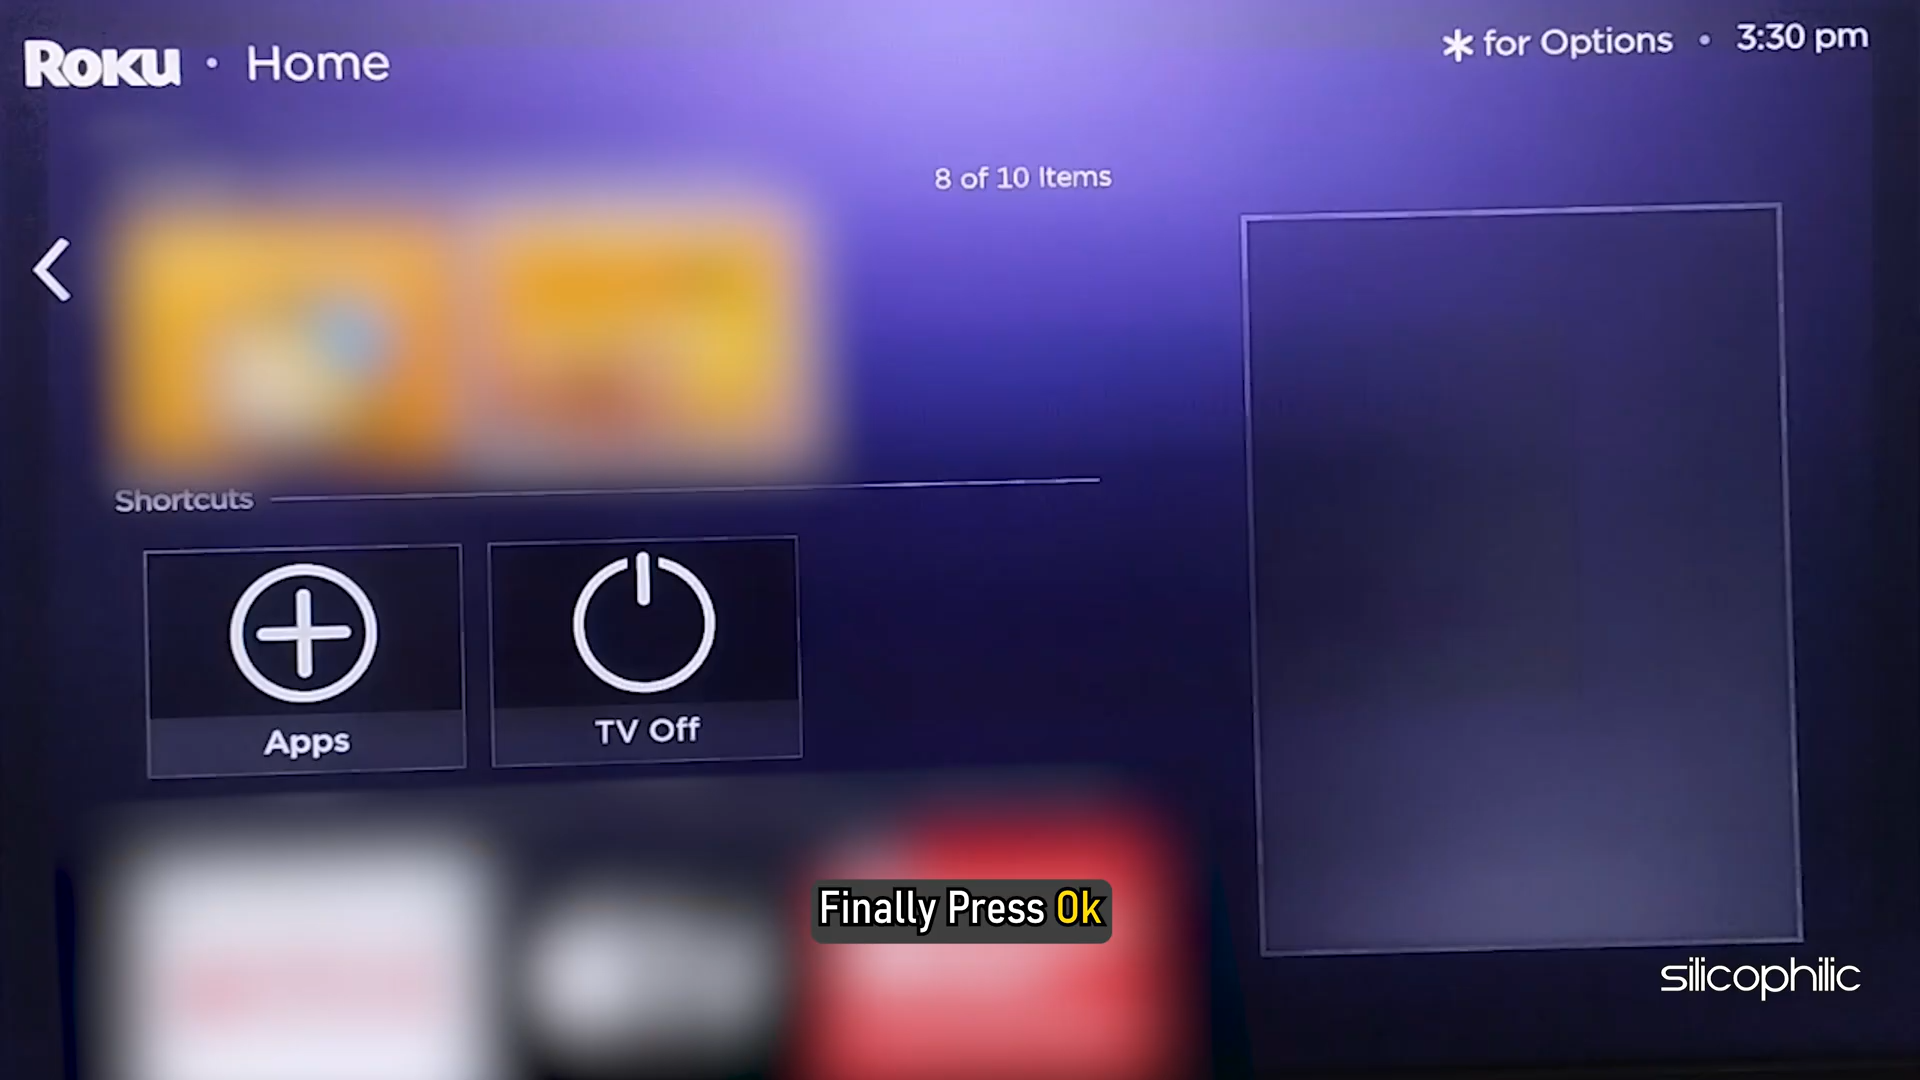 Roku • Home
* for Options • 3:30 pm
8 of 10 Items
Shortcuts
Apps
TV Off
Finally Press Ok
silicophilic